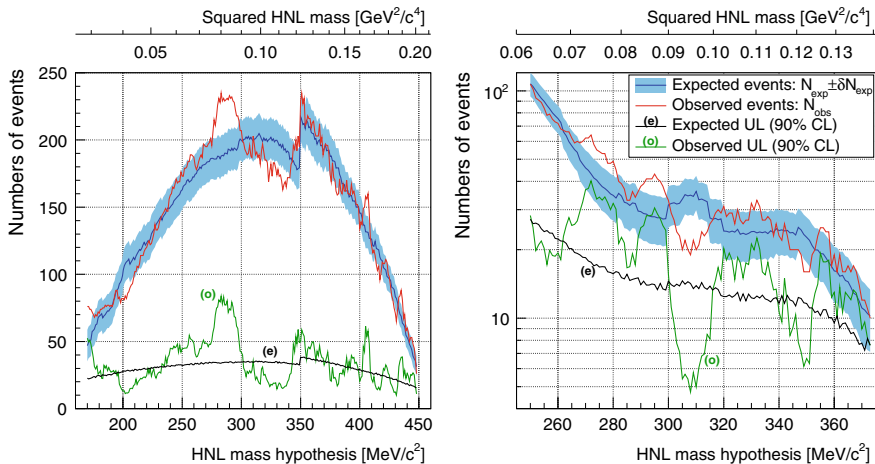 Squared HNL mass [GeV²/c⁴]
0.05 0.1 0.15 0.20
250
200
150
100
50
0
Numbers of events
(o)
(e)
200 250 300 350 400 450
HNL mass hypothesis [MeV/c²]
Squared HNL mass [GeV²/c⁴]
0.06 0.07 0.08 0.09 0.1 0.11 0.12 0.13
10²
10
Numbers of events
Expected events: N_exp±δN_exp
Observed events: N_obs
(e) Expected UL (90% CL)
(o) Observed UL (90% CL)
(e)
(o)
260 280 300 320 340 360
HNL mass hypothesis [MeV/c²]